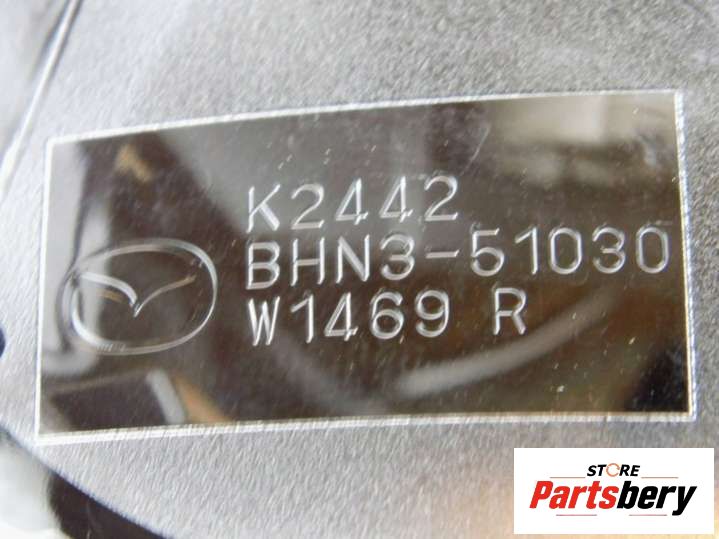 K2442
BHN3-51030
W1469 R
STORE
Partsbery